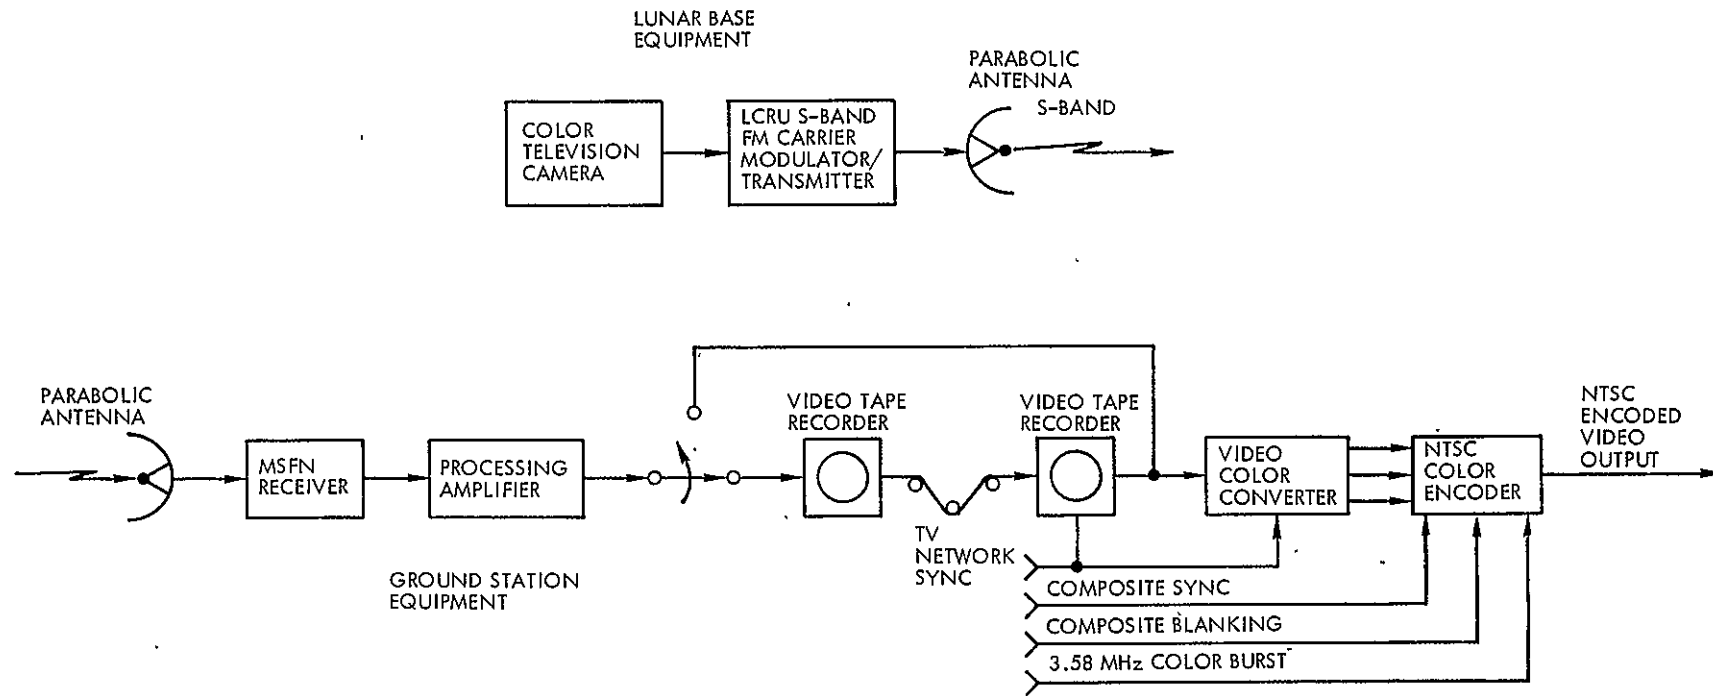 LUNAR BASE
EQUIPMENT
PARABOLIC
ANTENNA
S-BAND
COLOR
TELEVISION
CAMERA
LCRU S-BAND
FM CARRIER
MODULATOR/
TRANSMITTER
PARABOLIC
ANTENNA
MSFN
RECEIVER
PROCESSING
AMPLIFIER
VIDEO TAPE
RECORDER
VIDEO TAPE
RECORDER
VIDEO
COLOR
CONVERTER
NTSC
COLOR
ENCODER
NTSC
ENCODED
VIDEO
OUTPUT
GROUND STATION
EQUIPMENT
TV
NETWORK
SYNC
COMPOSITE SYNC
COMPOSITE BLANKING
3.58 MHz COLOR BURST